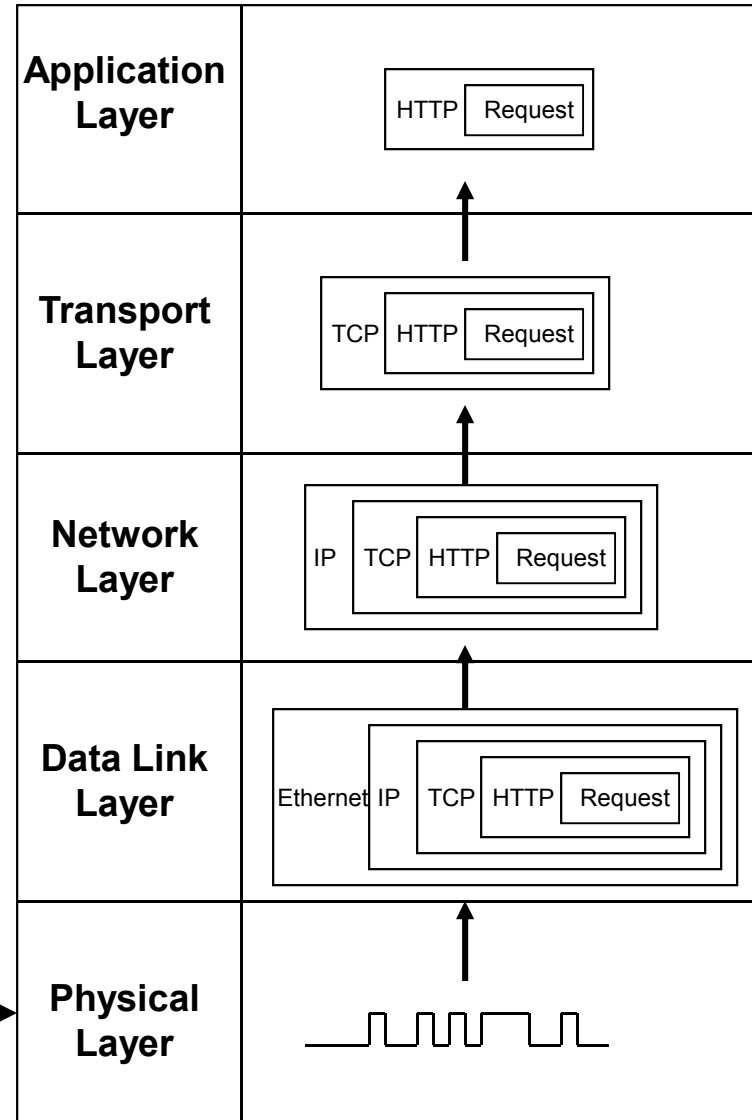 Application
Layer
HTTP Request
Transport
Layer
TCP HTTP Request
Network
Layer
IP TCP HTTP Request
Data Link
Layer
Ethernet IP TCP HTTP Request
Physical
Layer